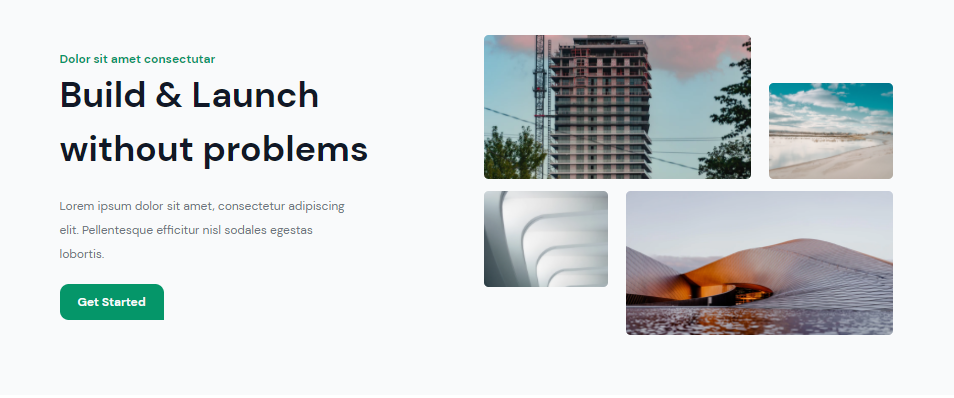 Dolor sit amet consectutar
Build & Launch
without problems
Lorem ipsum dolor sit amet, consectetur adipiscing
elit. Pellentesque efficitur nisl sodales egestas
lobortis.
Get Started